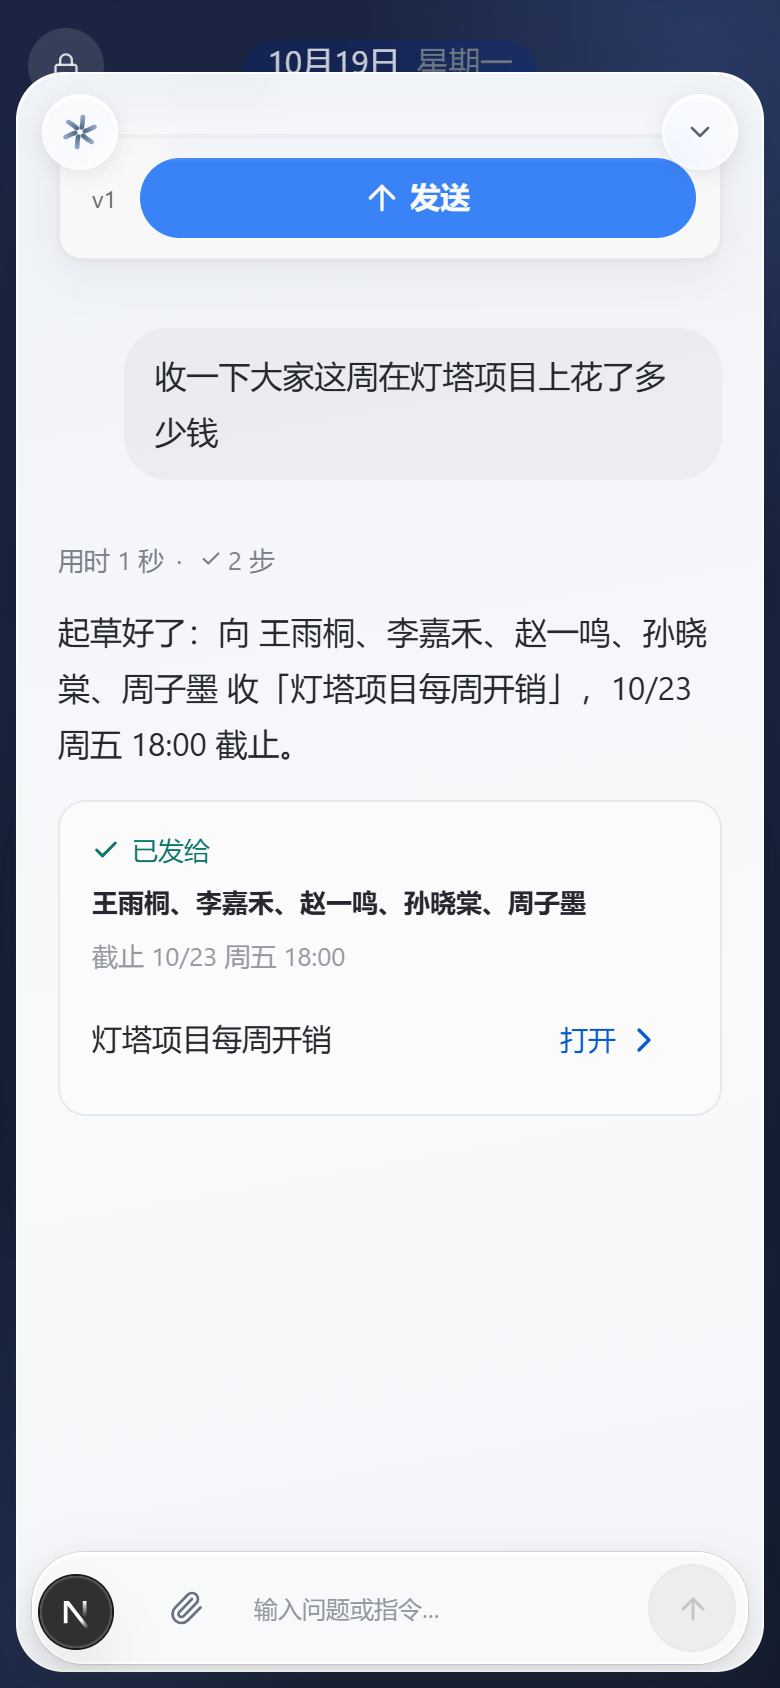 10月19日 星期一
v1
发送
收一下大家这周在灯塔项目上花了多
少钱
用时 1 秒 · 2 步
起草好了：向 王雨桐、李嘉禾、赵一鸣、孙晓
棠、周子墨 收「灯塔项目每周开销」，10/23
周五 18:00 截止。
已发给
王雨桐、李嘉禾、赵一鸣、孙晓棠、周子墨
截止 10/23 周五 18:00
灯塔项目每周开销
打开
N
输入问题或指令...